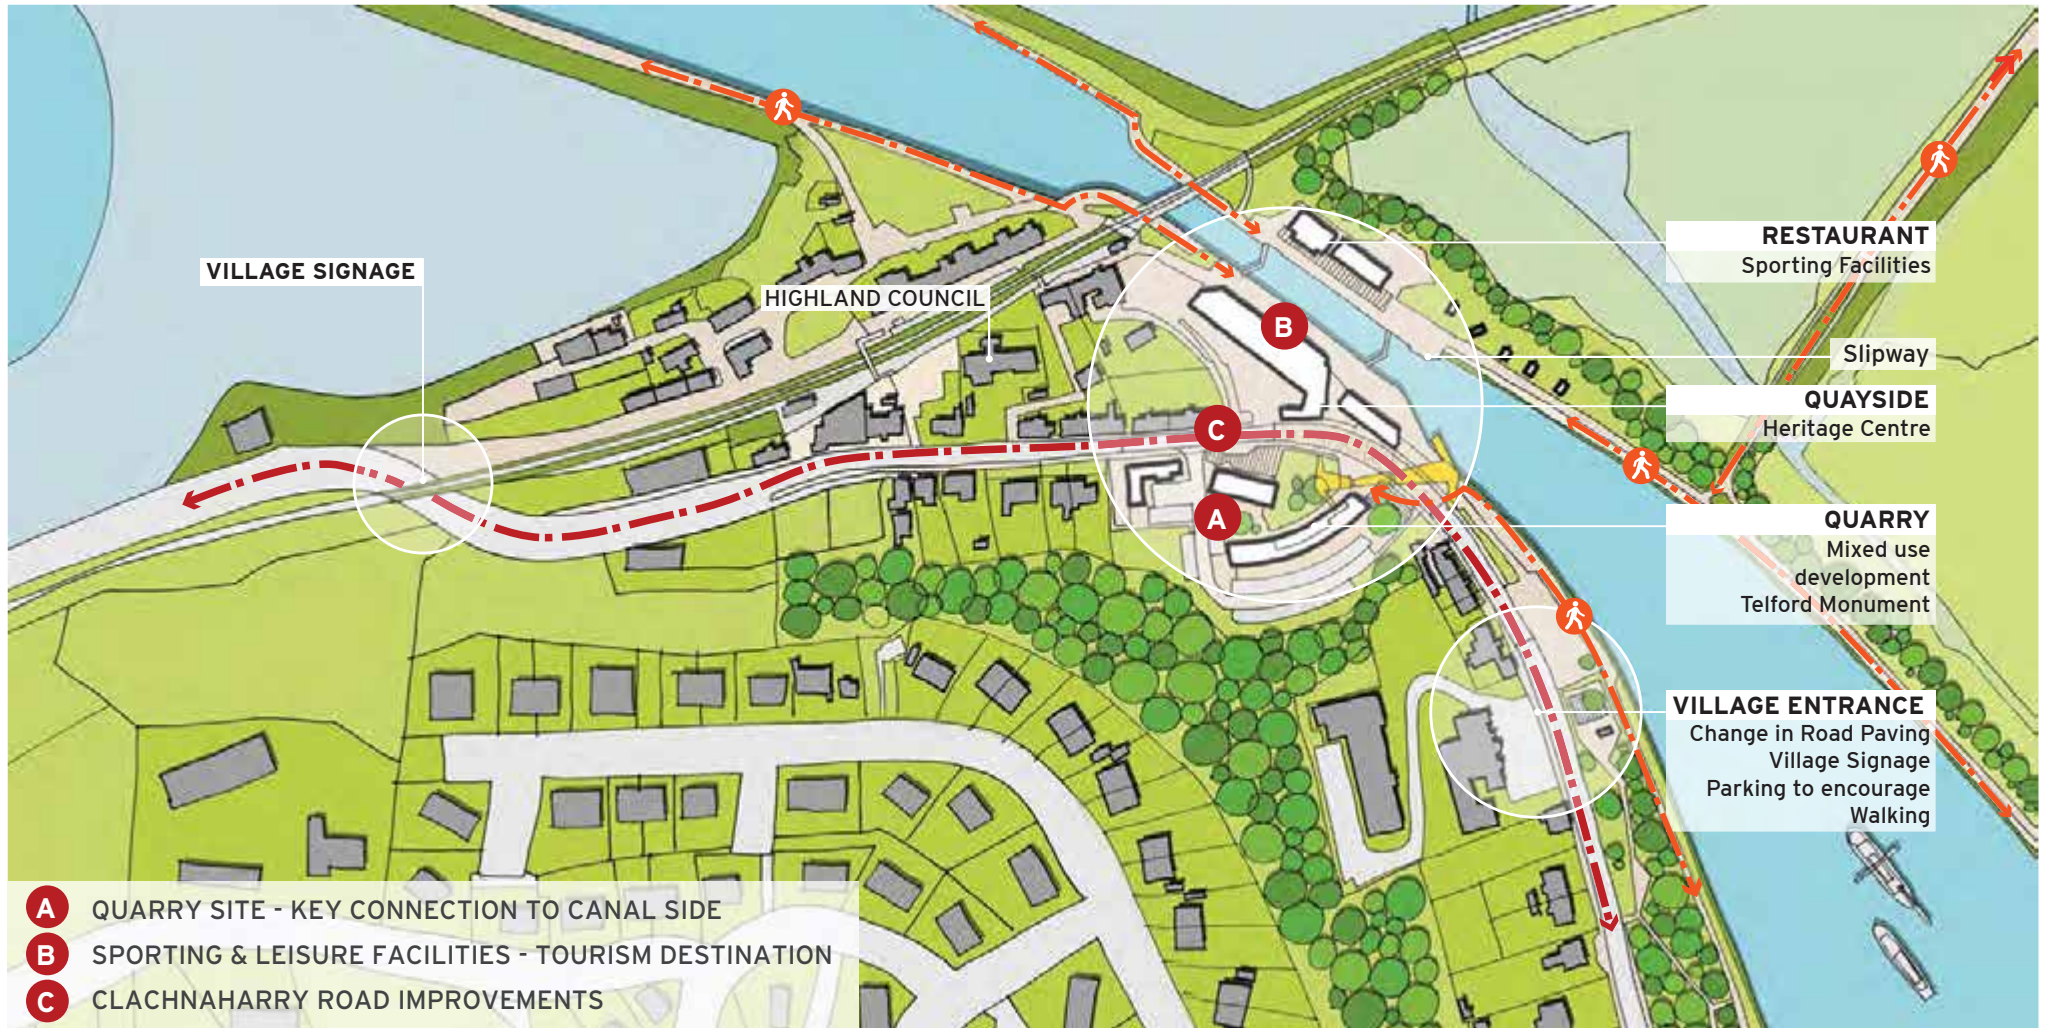 VILLAGE SIGNAGE
HIGHLAND COUNCIL
RESTAURANT
Sporting Facilities
Slipway
QUAYSIDE
Heritage Centre
QUARRY
Mixed use
development
Telford Monument
VILLAGE ENTRANCE
Change in Road Paving
Village Signage
Parking to encourage
Walking
B
C
A
A QUARRY SITE - KEY CONNECTION TO CANAL SIDE
B SPORTING & LEISURE FACILITIES - TOURISM DESTINATION
C CLACHNAHARRY ROAD IMPROVEMENTS